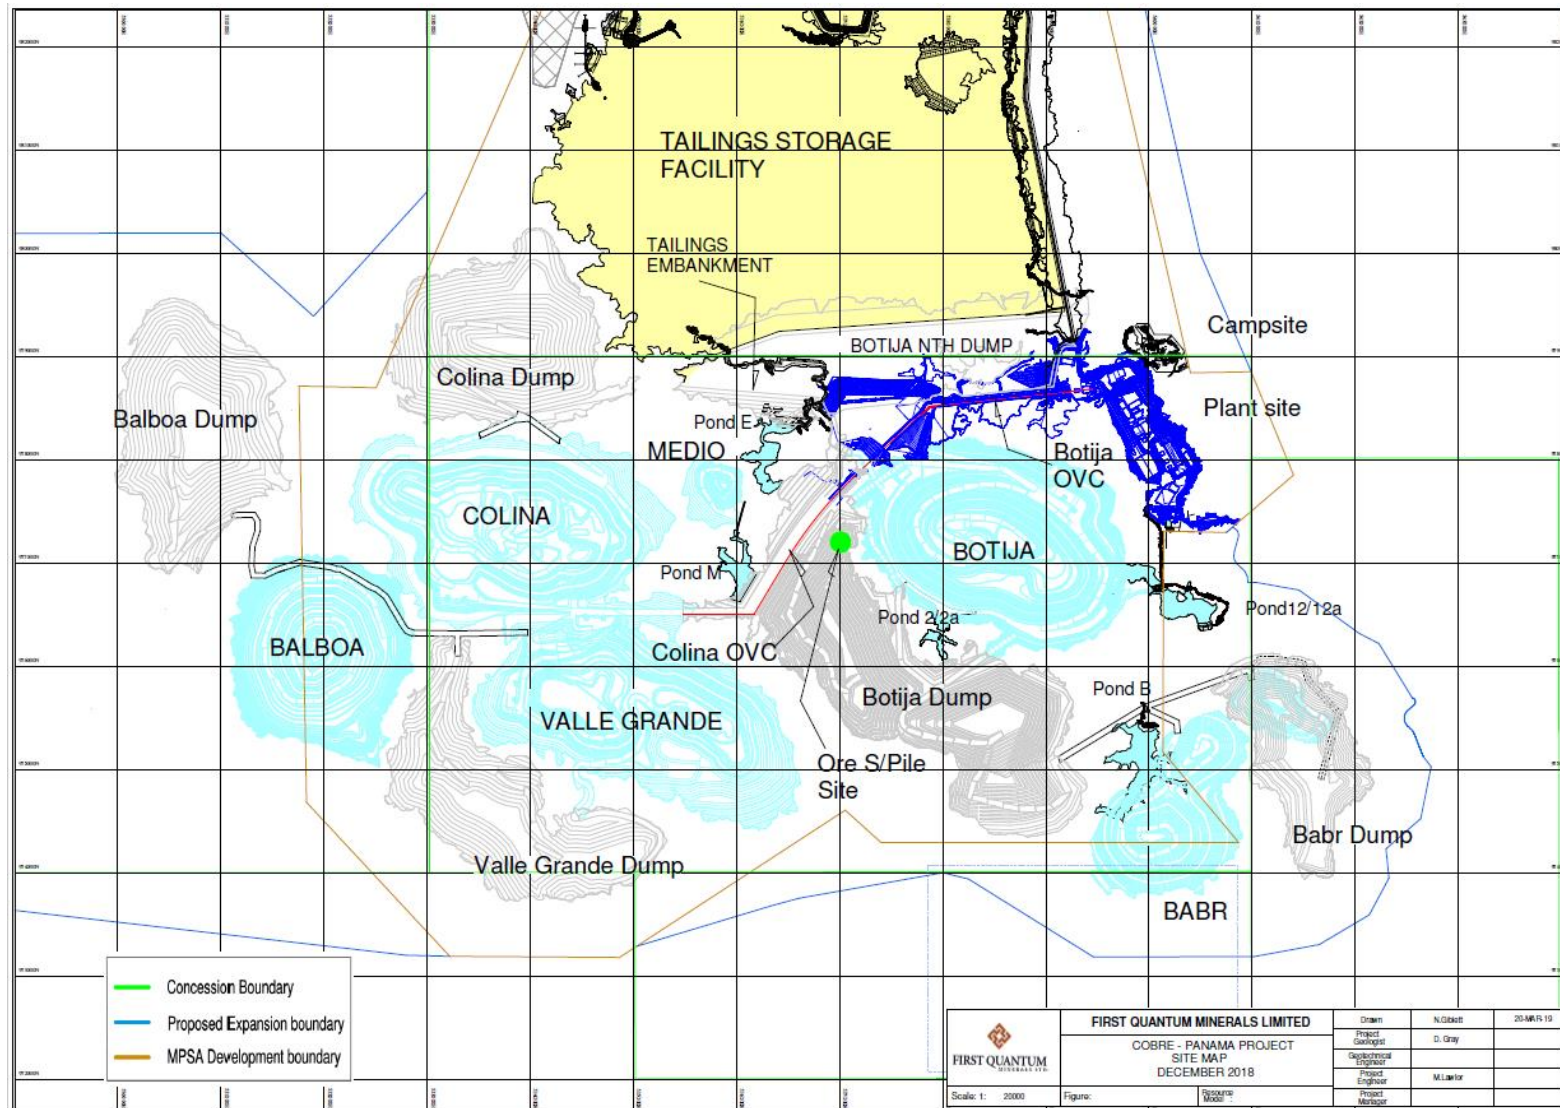 TAILINGS STORAGE
FACILITY
TAILINGS
EMBANKMENT
Campsite
BOTIJA NTH DUMP
Colina Dump
Plant site
Balboa Dump
Pond E
MEDIO
Botija
OVC
COLINA
BOTIJA
Pond M
Pond 2/2a
Pond12/12a
BALBOA
Colina OVC
Botija Dump
Pond B
VALLE GRANDE
Ore S/Pile
Site
Babr Dump
Valle Grande Dump
BABR
Concession Boundary
Proposed Expansion boundary
MPSA Development boundary
FIRST QUANTUM
MINERALS LTD.
FIRST QUANTUM MINERALS LIMITED
COBRE - PANAMA PROJECT
SITE MAP
DECEMBER 2018
Scale: 1: 20000
Figure:
Resource
Model :
Drawn
20-MAR-19
Project
Geologist
D. Gray
Geotechnical
Engineer
Project
Engineer
M.Lawlor
Project
Manager